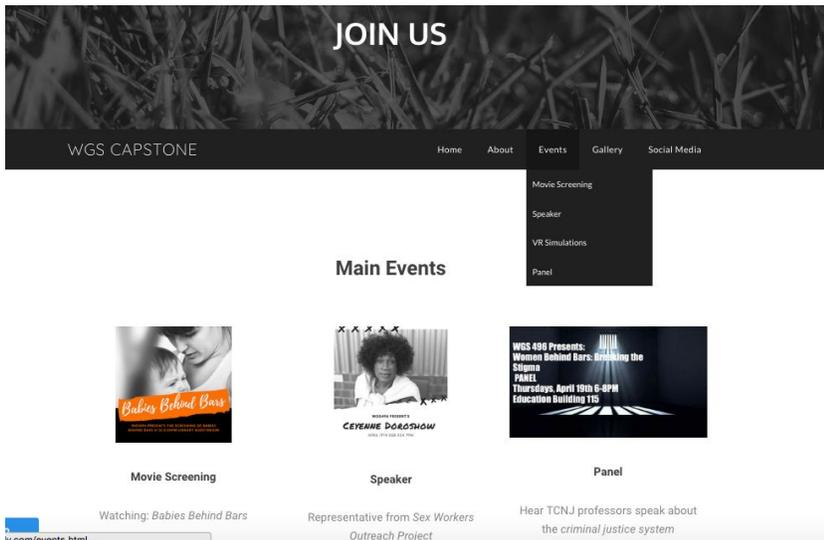 JOIN US
WGS CAPSTONE
Home About Events Gallery Social Media
Movie Screening
Speaker
VR Simulations
Panel
Main Events
Babies Behind Bars
CEYENNE DOROSHOW
WGS 496 Presents:
Women Behind Bars: Breaking the
Stigma
PANEL
Thursdays, April 19th 6-8PM
Education Building 115
Movie Screening
Speaker
Panel
Watching: Babies Behind Bars
Representative from Sex Workers
Outreach Project
Hear TCNJ professors speak about
the criminal justice system